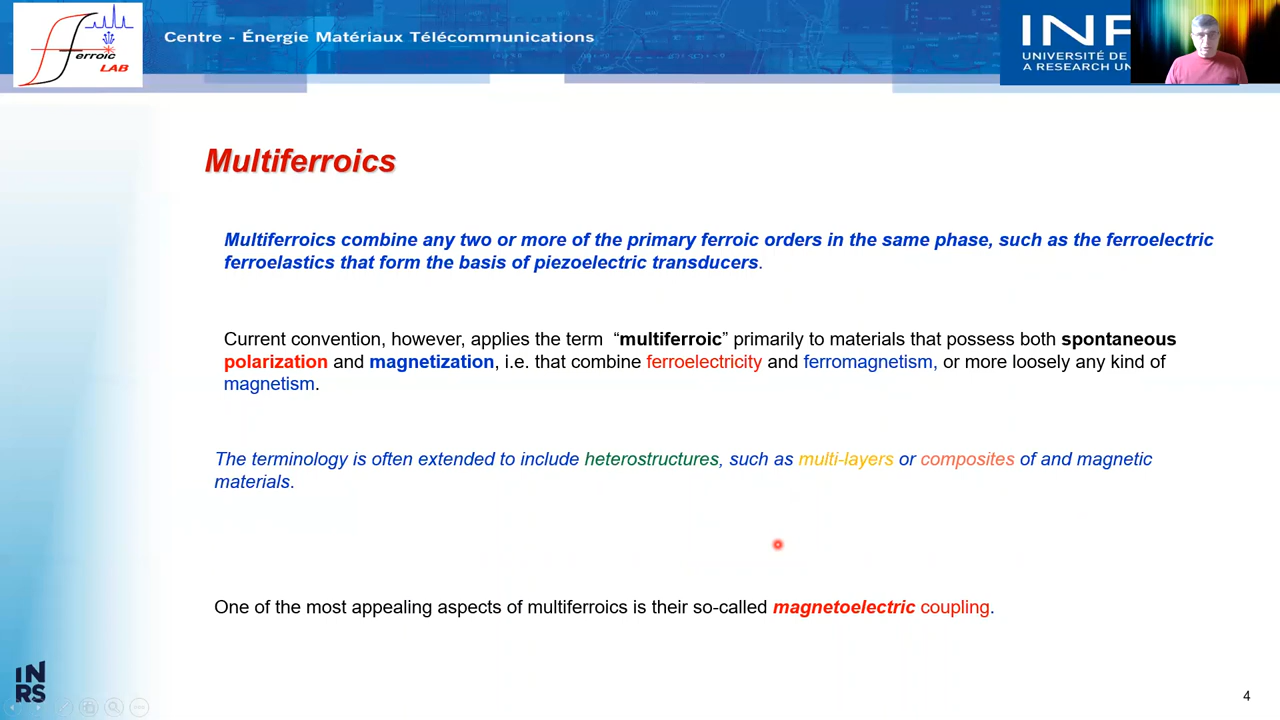 erroic
LAB
Centre - Énergie Matériaux Télécommunications
INF
UNIVERSITÉ DE
A RESEARCH UN
Multiferroics
Multiferroics combine any two or more of the primary ferroic orders in the same phase, such as the ferroelectric
ferroelastics that form the basis of piezoelectric transducers.
Current convention, however, applies the term “multiferroic” primarily to materials that possess both spontaneous
polarization and magnetization, i.e. that combine ferroelectricity and ferromagnetism, or more loosely any kind of
magnetism.
The terminology is often extended to include heterostructures, such as multi-layers or composites of and magnetic
materials.
One of the most appealing aspects of multiferroics is their so-called magnetoelectric coupling.
IN
RS
4